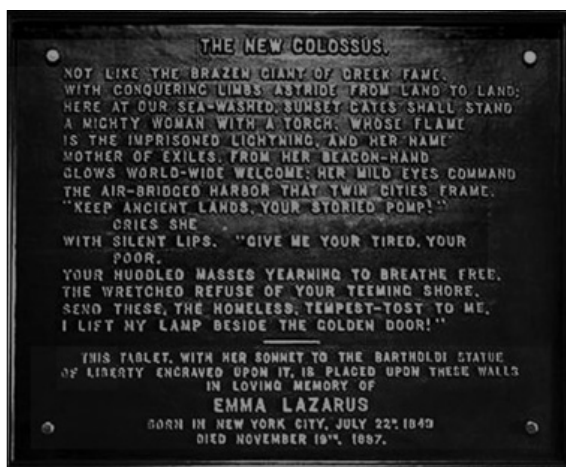 THE NEW COLOSSUS.
NOT LIKE THE BRAZEN GIANT OF GREEK FAME,
WITH CONQUERING LIMBS ASTRIDE FROM LAND TO LAND;
HERE AT OUR SEA-WASHED, SUNSET GATES SHALL STAND
A MIGHTY WOMAN WITH A TORCH, WHOSE FLAME
IS THE IMPRISONED LIGHTNING, AND HER NAME
MOTHER OF EXILES. FROM HER BEACON-HAND
GLOWS WORLD-WIDE WELCOME; HER MILD EYES COMMAND
THE AIR-BRIDGED HARBOR THAT TWIN CITIES FRAME.
"KEEP ANCIENT LANDS, YOUR STORIED POMP!"
CRIES SHE
WITH SILENT LIPS. "GIVE ME YOUR TIRED, YOUR
POOR,
YOUR HUDDLED MASSES YEARNING TO BREATHE FREE,
THE WRETCHED REFUSE OF YOUR TEEMING SHORE,
SEND THESE, THE HOMELESS, TEMPEST-TOST TO ME,
I LIFT MY LAMP BESIDE THE GOLDEN DOOR!"
THIS TABLET, WITH HER SONNET TO THE BARTHOLDI STATUE
OF LIBERTY ENGRAVED UPON IT, IS PLACED UPON THESE WALLS
IN LOVING MEMORY OF
EMMA LAZARUS
BORN IN NEW YORK CITY, JULY 22ᴰ, 1849
DIED NOVEMBER 19TH, 1887.